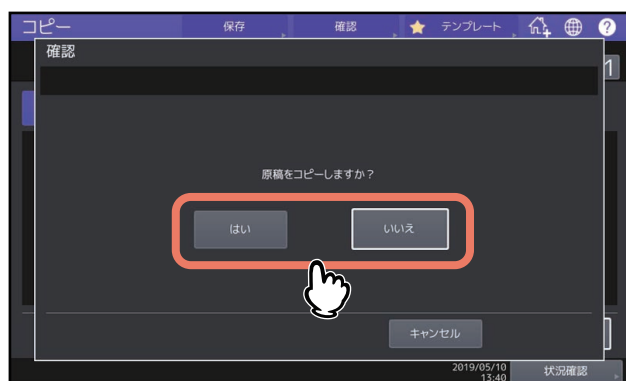 コピー 保存 確認 テンプレート ?
確認
1
原稿をコピーしますか？
はい いいえ
キャンセル
2019/05/10
13:40
状況確認